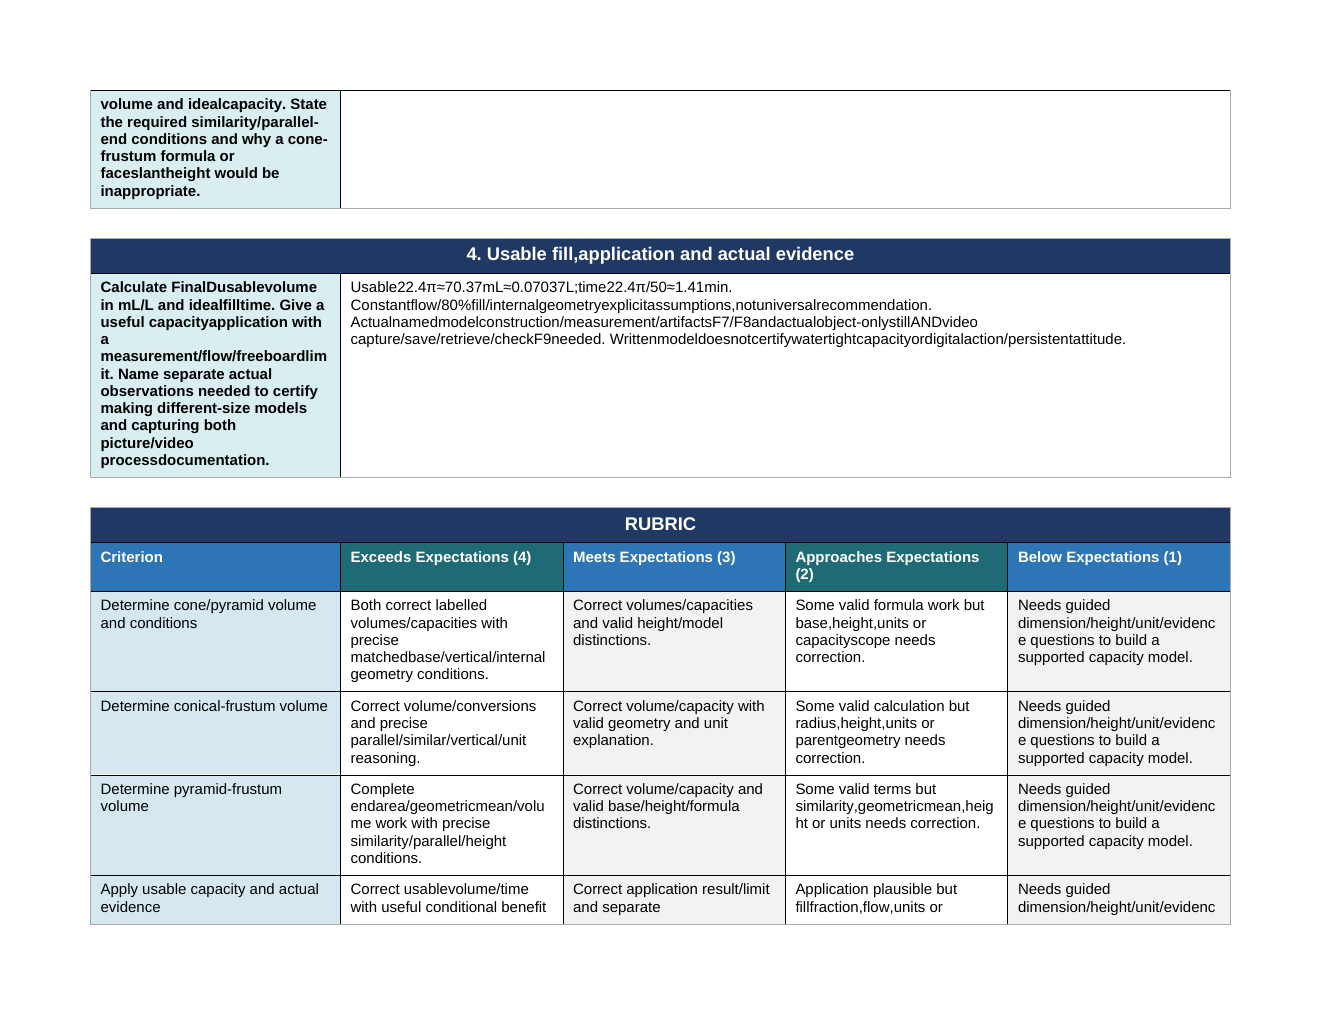 volume and idealcapacity. State
the required similarity/parallel-
end conditions and why a cone-
frustum formula or
faceslantheight would be
inappropriate.
4. Usable fill,application and actual evidence
Calculate FinalDusablevolume
in mL/L and idealfilltime. Give a
useful capacityapplication with
a
measurement/flow/freeboardlim
it. Name separate actual
observations needed to certify
making different-size models
and capturing both
picture/video
processdocumentation.
Usable22.4π≈70.37mL≈0.07037L;time22.4π/50≈1.41min.
Constantflow/80%fill/internalgeometryexplicitassumptions,notuniversalrecommendation.
Actualnamedmodelconstruction/measurement/artifactsF7/F8andactualobject-onlystillANDvideo
capture/save/retrieve/checkF9needed. Writtenmodeldoesnotcertifywatertightcapacityordigitalaction/persistentattitude.
RUBRIC
Criterion
Exceeds Expectations (4)
Meets Expectations (3)
Approaches Expectations
(2)
Below Expectations (1)
Determine cone/pyramid volume
and conditions
Both correct labelled
volumes/capacities with
precise
matchedbase/vertical/internal
geometry conditions.
Correct volumes/capacities
and valid height/model
distinctions.
Some valid formula work but
base,height,units or
capacityscope needs
correction.
Needs guided
dimension/height/unit/evidenc
e questions to build a
supported capacity model.
Determine conical-frustum volume
Correct volume/conversions
and precise
parallel/similar/vertical/unit
reasoning.
Correct volume/capacity with
valid geometry and unit
explanation.
Some valid calculation but
radius,height,units or
parentgeometry needs
correction.
Needs guided
dimension/height/unit/evidenc
e questions to build a
supported capacity model.
Determine pyramid-frustum
volume
Complete
endarea/geometricmean/volu
me work with precise
similarity/parallel/height
conditions.
Correct volume/capacity and
valid base/height/formula
distinctions.
Some valid terms but
similarity,geometricmean,heig
ht or units needs correction.
Needs guided
dimension/height/unit/evidenc
e questions to build a
supported capacity model.
Apply usable capacity and actual
evidence
Correct usablevolume/time
with useful conditional benefit
Correct application result/limit
and separate
Application plausible but
fillfraction,flow,units or
Needs guided
dimension/height/unit/evidenc